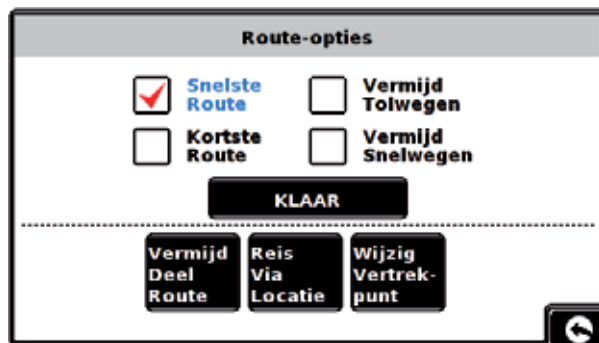 Route-opties
Snelste
Route
Vermijd
Tolwegen
Kortste
Route
Vermijd
Snelwegen
KLAAR
Vermijd
Deel
Route
Reis
Via
Locatie
Wijzig
Vertrek-
punt